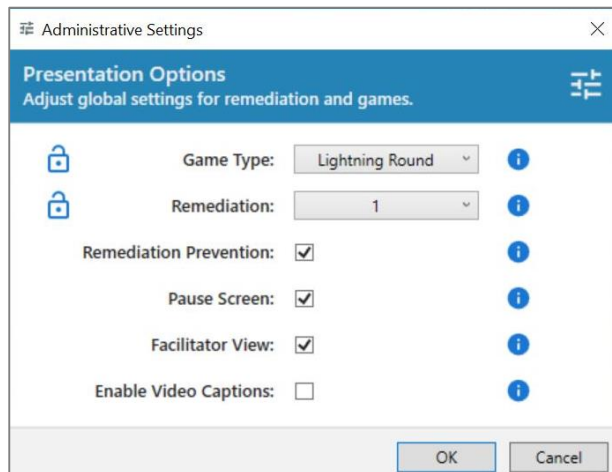 Administrative Settings
Presentation Options
Adjust global settings for remediation and games.
Game Type: Lightning Round
Remediation: 1
Remediation Prevention:
Pause Screen:
Facilitator View:
Enable Video Captions:
OK Cancel